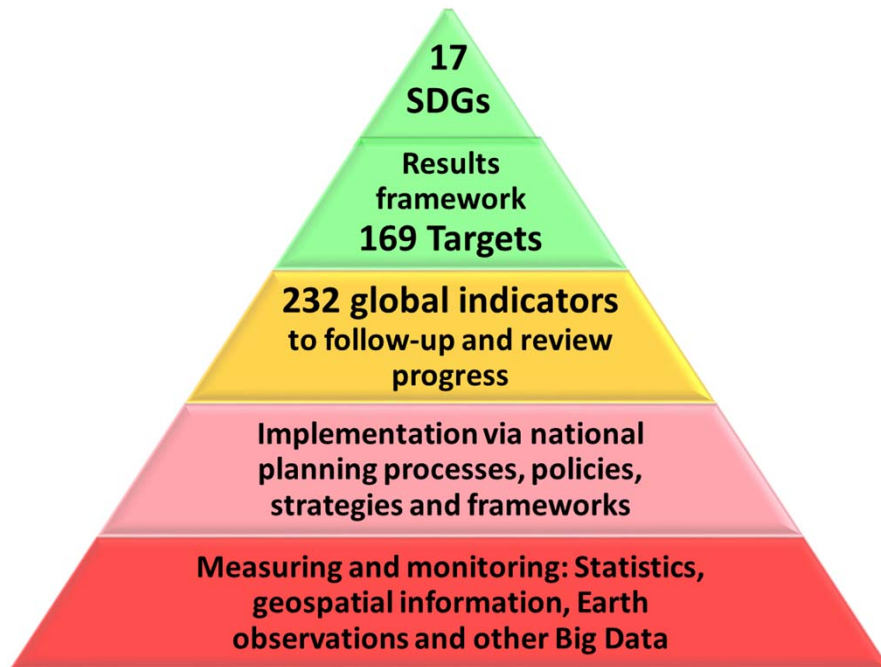 17
SDGs
Results
framework
169 Targets
232 global indicators
to follow-up and review
progress
Implementation via national
planning processes, policies,
strategies and frameworks
Measuring and monitoring: Statistics,
geospatial information, Earth
observations and other Big Data